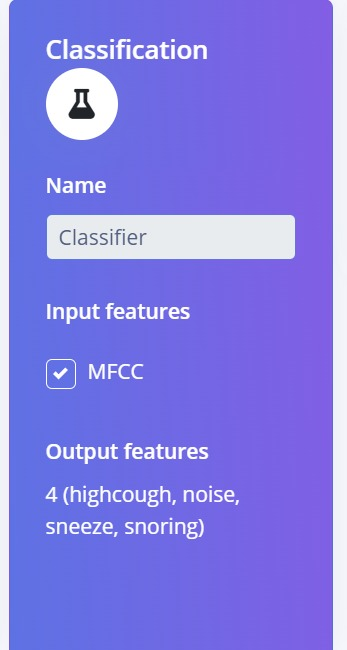 Classification
Name
Classifier
Input features
MFCC
Output features
4 (highcough, noise,
sneeze, snoring)